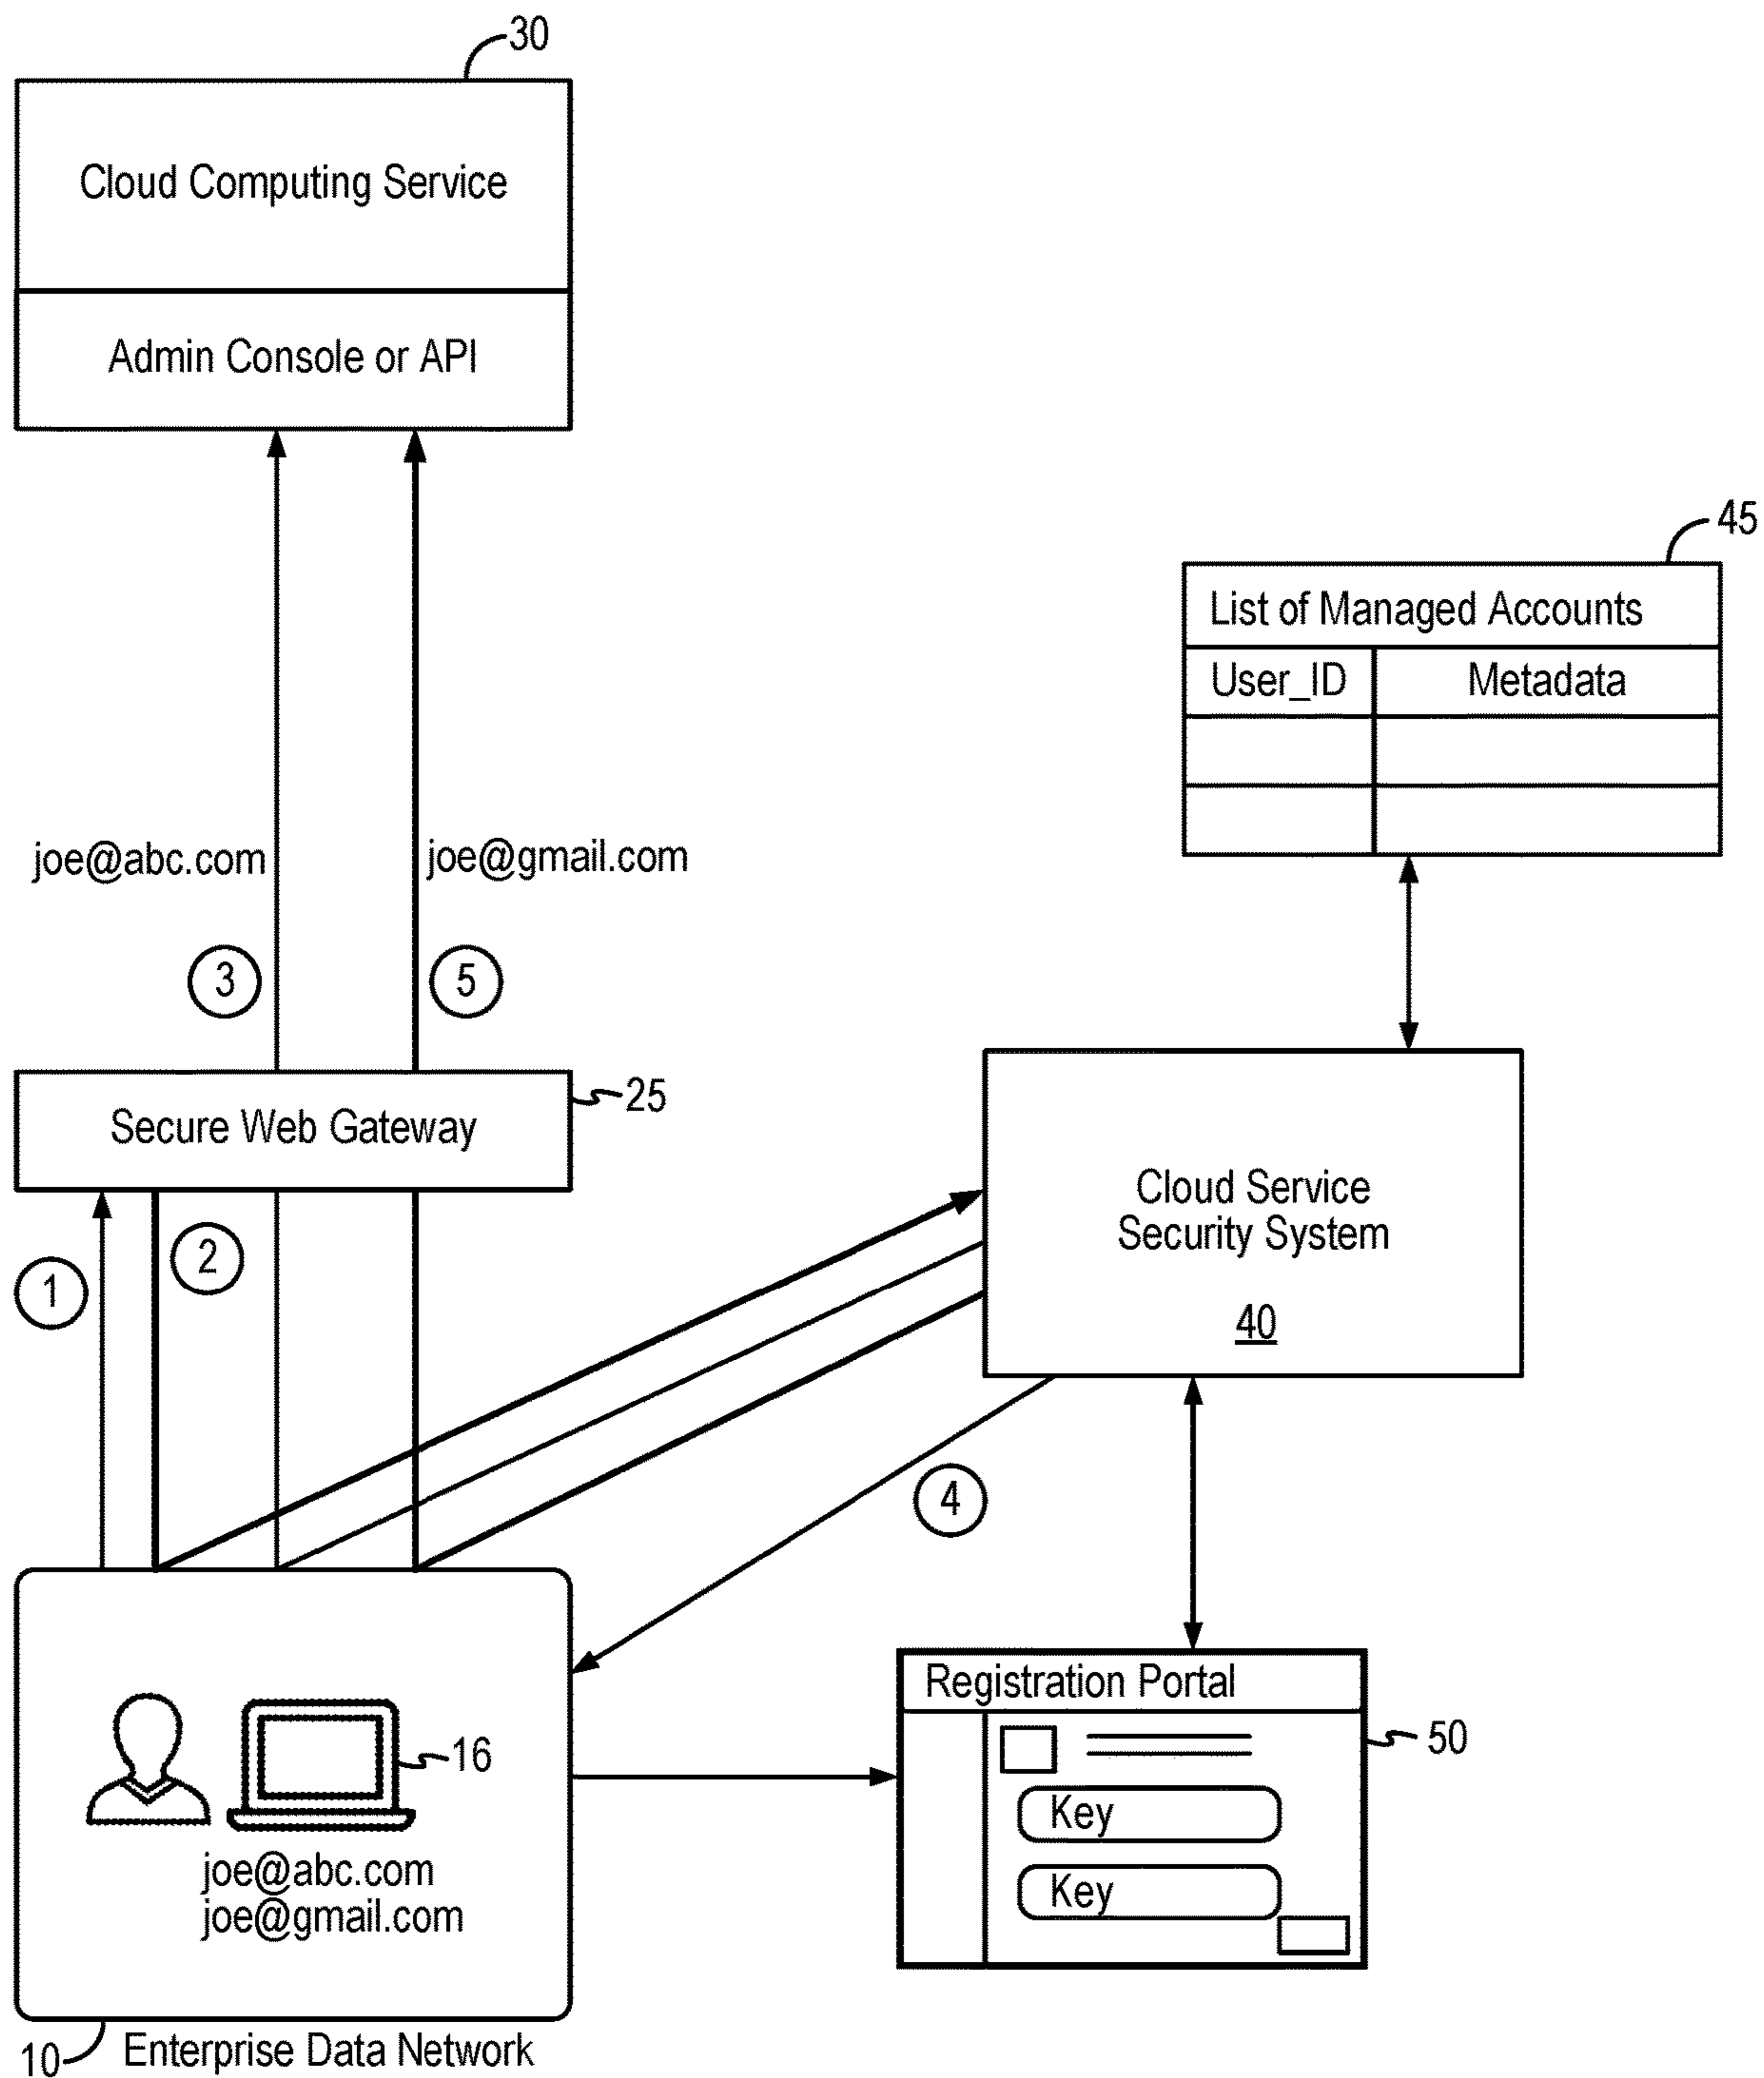 30
Cloud Computing Service
Admin Console or API
45
List of Managed Accounts
User_ID Metadata
joe@abc.com
joe@gmail.com
3
5
25
Secure Web Gateway
Cloud Service
Security System
40
1
2
4
Registration Portal
50
Key
Key
16
joe@abc.com
joe@gmail.com
10
Enterprise Data Network